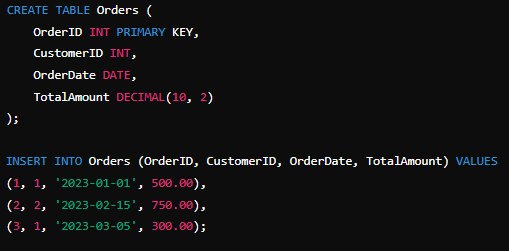 CREATE TABLE Orders (
    OrderID INT PRIMARY KEY,
    CustomerID INT,
    OrderDate DATE,
    TotalAmount DECIMAL(10, 2)
);

INSERT INTO Orders (OrderID, CustomerID, OrderDate, TotalAmount) VALUES
(1, 1, '2023-01-01', 500.00),
(2, 2, '2023-02-15', 750.00),
(3, 1, '2023-03-05', 300.00);